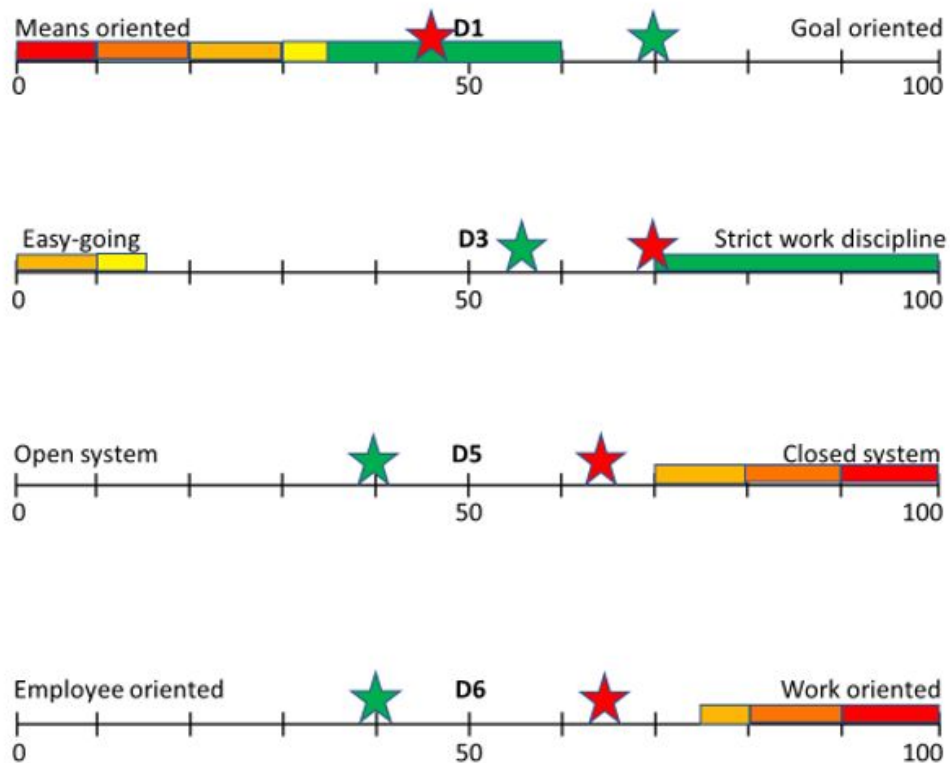 Means oriented D1 Goal oriented
0 50 100
Easy-going D3 Strict work discipline
0 50 100
Open system D5 Closed system
0 50 100
Employee oriented D6 Work oriented
0 50 100